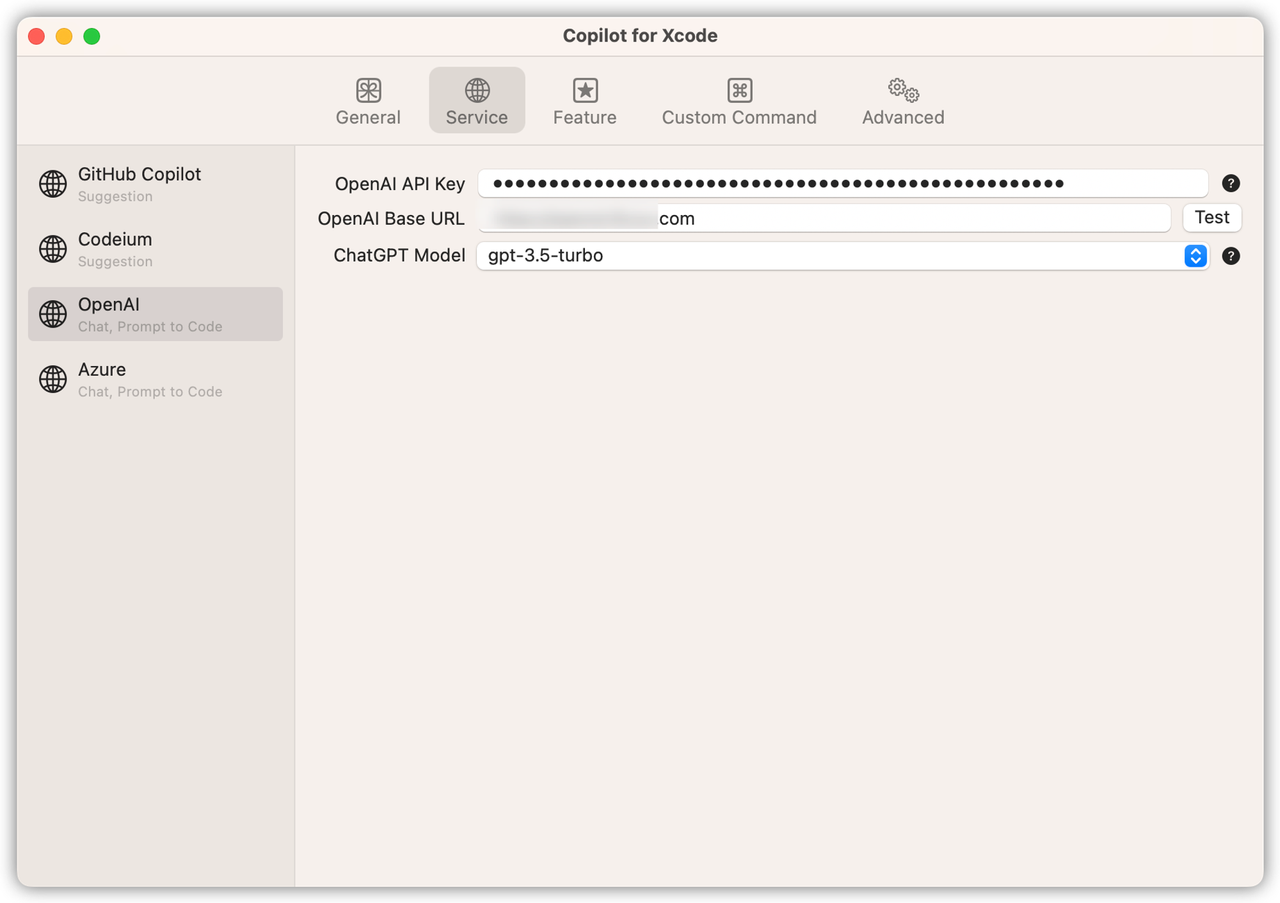 Copilot for Xcode
General
Service
Feature
Custom Command
Advanced
GitHub Copilot
Suggestion
Codeium
Suggestion
OpenAI
Chat, Prompt to Code
Azure
Chat, Prompt to Code
OpenAI API Key
?
OpenAI Base URL
com
Test
ChatGPT Model
gpt-3.5-turbo
?